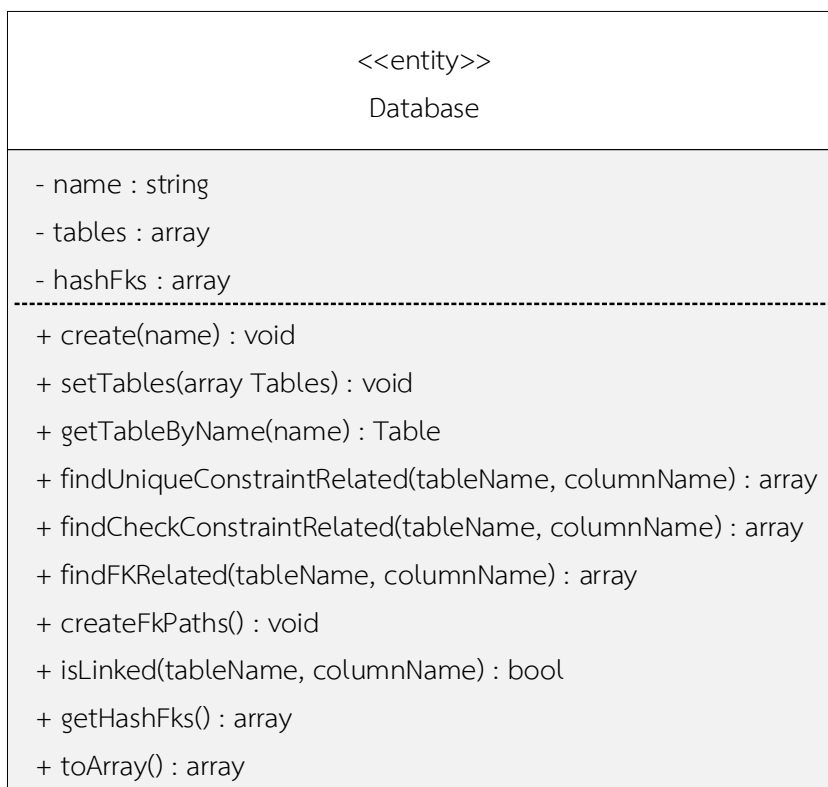 <<entity>>
Database
- name : string
- tables : array
- hashFks : array
+ create(name) : void
+ setTables(array Tables) : void
+ getTableByName(name) : Table
+ findUniqueConstraintRelated(tableName, columnName) : array
+ findCheckConstraintRelated(tableName, columnName) : array
+ findFKRelated(tableName, columnName) : array
+ createFkPaths() : void
+ isLinked(tableName, columnName) : bool
+ getHashFks() : array
+ toArray() : array